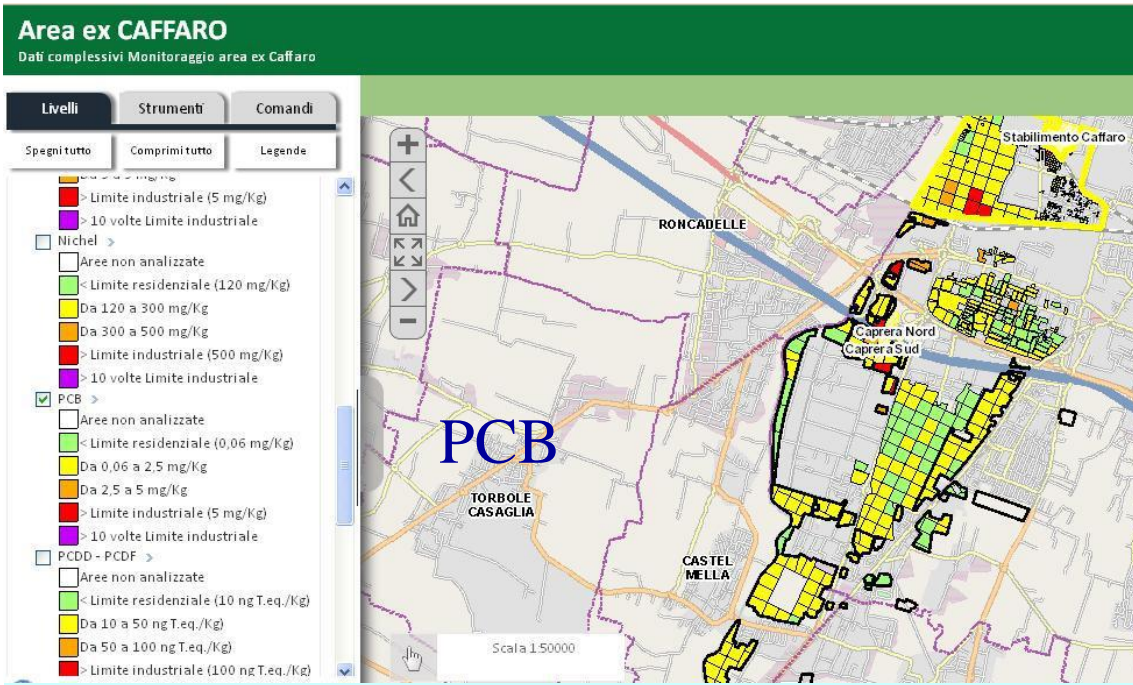 Area ex CAFFARO
Dati complessivi Monitoraggio area ex Caffaro
Livelli
Strumenti
Comandi
Spegni tutto
Comprimi tutto
Legende
> Limite industriale (5 mg/Kg)
> 10 volte Limite industriale
Nichel >
Aree non analizzate
< Limite residenziale (120 mg/Kg)
Da 120 a 300 mg/Kg
Da 300 a 500 mg/Kg
> Limite industriale (500 mg/Kg)
> 10 volte Limite industriale
PCB >
Aree non analizzate
< Limite residenziale (0,06 mg/Kg)
Da 0,06 a 2,5 mg/Kg
Da 2,5 a 5 mg/Kg
> Limite industriale (5 mg/Kg)
> 10 volte Limite industriale
PCDD - PCDF >
Aree non analizzate
< Limite residenziale (10 ng T.eq./Kg)
Da 10 a 50 ng T.eq./Kg)
Da 50 a 100 ng T.eq./Kg)
> Limite industriale (100 ng T.eq./Kg)
Stabilimento Caffaro
RONCADELLE
Caprera Nord
Caprera Sud
PCB
TORBOLE
CASAGLIA
CASTEL
MELLA
Scala 1:50000